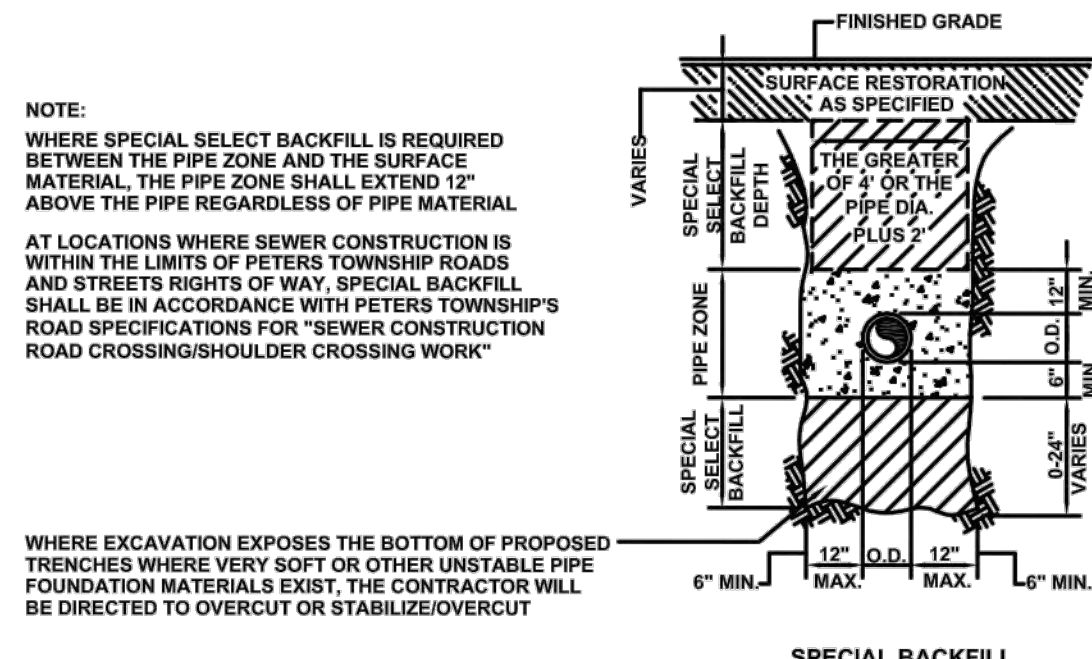 FINISHED GRADE
SURFACE RESTORATION
AS SPECIFIED
NOTE:
WHERE SPECIAL SELECT BACKFILL IS REQUIRED
BETWEEN THE PIPE ZONE AND THE SURFACE
MATERIAL, THE PIPE ZONE SHALL EXTEND 12"
ABOVE THE PIPE REGARDLESS OF PIPE MATERIAL
AT LOCATIONS WHERE SEWER CONSTRUCTION IS
WITHIN THE LIMITS OF PETERS TOWNSHIP ROADS
AND STREETS RIGHTS OF WAY, SPECIAL BACKFILL
SHALL BE IN ACCORDANCE WITH PETERS TOWNSHIP'S
ROAD SPECIFICATIONS FOR "SEWER CONSTRUCTION
ROAD CROSSING/SHOULDER CROSSING WORK"
VARIES
SPECIAL
SELECT
BACKFILL
DEPTH
THE GREATER
OF 4' OR THE
PIPE DIA.
PLUS 2'
PIPE ZONE
12"
MIN.
O.D.
6"
MIN.
SPECIAL
SELECT
BACKFILL
0-24"
VARIES
WHERE EXCAVATION EXPOSES THE BOTTOM OF PROPOSED
TRENCHES WHERE VERY SOFT OR OTHER UNSTABLE PIPE
FOUNDATION MATERIALS EXIST, THE CONTRACTOR WILL
BE DIRECTED TO OVERCUT OR STABILIZE/OVERCUT
12" O.D. 12"
6" MIN. MAX. MAX. 6" MIN.
SPECIAL BACKFILL